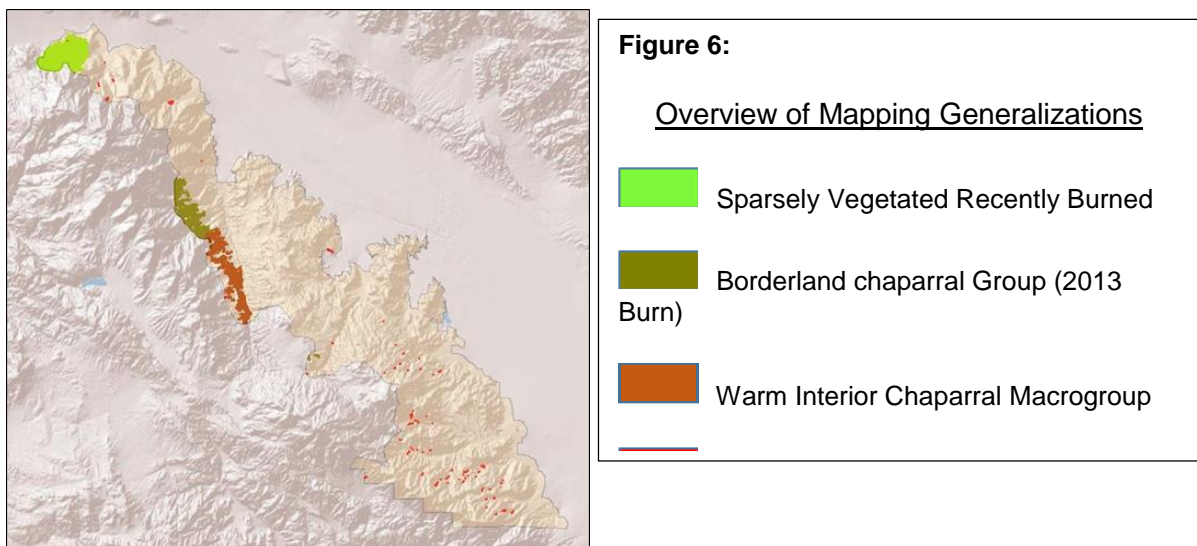 Figure 6:
Overview of Mapping Generalizations
Sparsely Vegetated Recently Burned
Borderland chaparral Group (2013
Burn)
Warm Interior Chaparral Macrogroup